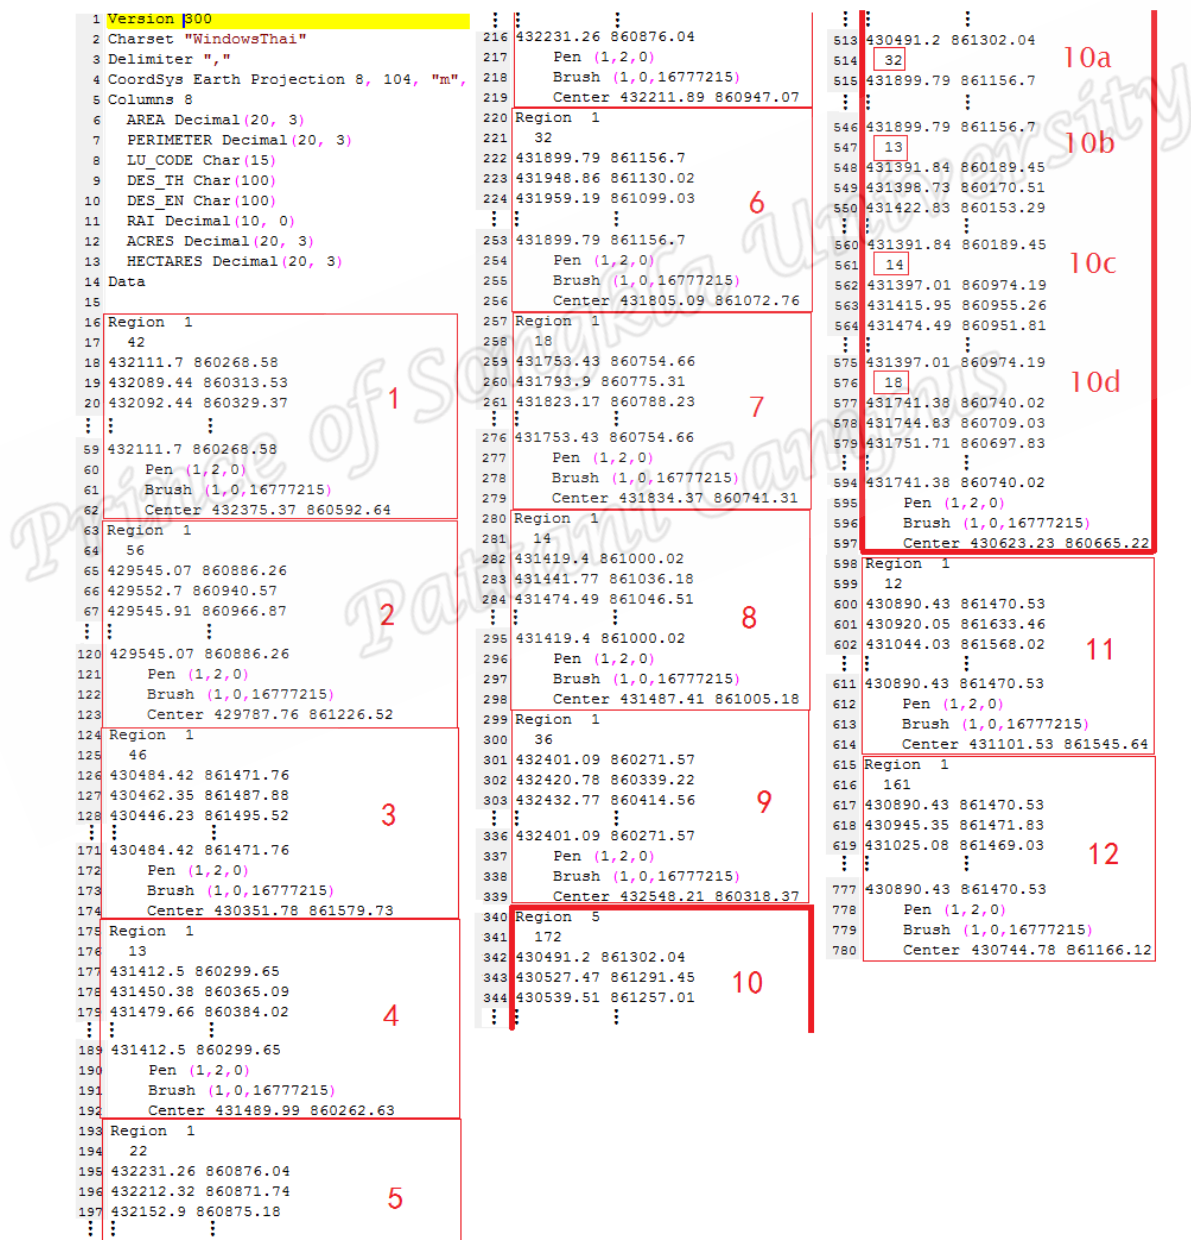 1 Version 300
2 Charset "WindowsThai"
3 Delimiter ","
4 CoordSys Earth Projection 8, 104, "m",
5 Columns 8
6 AREA Decimal(20, 3)
7 PERIMETER Decimal(20, 3)
8 LU_CODE Char(15)
9 DES_TH Char(100)
10 DES_EN Char(100)
11 RAI Decimal(10, 0)
12 ACRES Decimal(20, 3)
13 HECTARES Decimal(20, 3)
14 Data
15
16 Region 1
17 42
18 432111.7 860268.58
19 432089.44 860313.53
20 432092.44 860329.37
1
59 432111.7 860268.58
60 Pen (1,2,0)
61 Brush (1,0,16777215)
62 Center 432375.37 860592.64
63 Region 1
64 56
65 429545.07 860886.26
66 429552.7 860940.57
67 429545.91 860966.87
2
120 429545.07 860886.26
121 Pen (1,2,0)
122 Brush (1,0,16777215)
123 Center 429787.76 861226.52
124 Region 1
125 46
126 430484.42 861471.76
127 430462.35 861487.88
128 430446.23 861495.52
3
171 430484.42 861471.76
172 Pen (1,2,0)
173 Brush (1,0,16777215)
174 Center 430351.78 861579.73
175 Region 1
176 13
177 431412.5 860299.65
178 431450.38 860365.09
179 431479.66 860384.02
4
189 431412.5 860299.65
190 Pen (1,2,0)
191 Brush (1,0,16777215)
192 Center 431489.99 860262.63
193 Region 1
194 22
195 432231.26 860876.04
196 432212.32 860871.74
197 432152.9 860875.18
5
216 432231.26 860876.04
217 Pen (1,2,0)
218 Brush (1,0,16777215)
219 Center 432211.89 860947.07
220 Region 1
221 32
222 431899.79 861156.7
223 431948.86 861130.02
224 431959.19 861099.03
6
253 431899.79 861156.7
254 Pen (1,2,0)
255 Brush (1,0,16777215)
256 Center 431805.09 861072.76
257 Region 1
258 18
259 431753.43 860754.66
260 431793.9 860775.31
261 431823.17 860788.23
7
276 431753.43 860754.66
277 Pen (1,2,0)
278 Brush (1,0,16777215)
279 Center 431834.37 860741.31
280 Region 1
281 14
282 431419.4 861000.02
283 431441.77 861036.18
284 431474.49 861046.51
8
295 431419.4 861000.02
296 Pen (1,2,0)
297 Brush (1,0,16777215)
298 Center 431487.41 861005.18
299 Region 1
300 36
301 432401.09 860271.57
302 432420.78 860339.22
303 432432.77 860414.56
9
336 432401.09 860271.57
337 Pen (1,2,0)
338 Brush (1,0,16777215)
339 Center 432548.21 860318.37
340 Region 5
341 172
342 430491.2 861302.04
343 430527.47 861291.45
344 430539.51 861257.01
10
513 430491.2 861302.04
514 32
10a
515 431899.79 861156.7
546 431899.79 861156.7
547 13
10b
548 431391.84 860189.45
549 431398.73 860170.51
550 431422.83 860153.29
560 431391.84 860189.45
561 14
10c
562 431397.01 860974.19
563 431415.95 860955.26
564 431474.49 860951.81
575 431397.01 860974.19
576 18
10d
577 431741.38 860740.02
578 431744.83 860709.03
579 431751.71 860697.83
594 431741.38 860740.02
595 Pen (1,2,0)
596 Brush (1,0,16777215)
597 Center 430623.23 860665.22
598 Region 1
599 12
600 430890.43 861470.53
601 430920.05 861633.46
602 431044.03 861568.02
11
611 430890.43 861470.53
612 Pen (1,2,0)
613 Brush (1,0,16777215)
614 Center 431101.53 861545.64
615 Region 1
616 161
617 430890.43 861470.53
618 430945.35 861471.83
619 431025.08 861469.03
12
777 430890.43 861470.53
778 Pen (1,2,0)
779 Brush (1,0,16777215)
780 Center 430744.78 861166.12
Prince of Songkla University
Pattani Campus